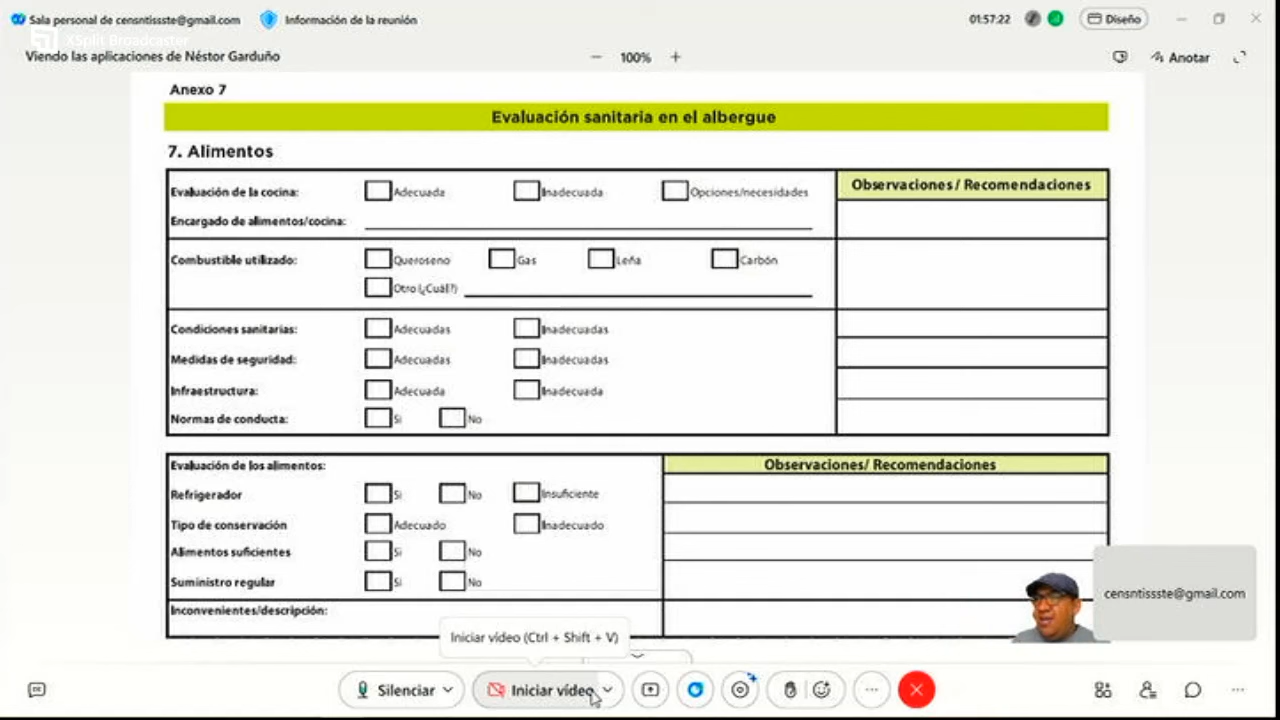 Sala personal de censntissste@gmail.com Información de la reunión 01:57:22 Diseño
XSplit Broadcaster
Viendo las aplicaciones de Néstor Garduño 100% Anotar
Anexo 7
Evaluación sanitaria en el albergue
7. Alimentos
Evaluación de la cocina: Adecuada Inadecuada Opciones/necesidades Observaciones / Recomendaciones
Encargado de alimentos/cocina:
Combustible utilizado: Queroseno Gas Leña Carbón
Otro (¿Cuál?)
Condiciones sanitarias: Adecuadas Inadecuadas
Medidas de seguridad: Adecuadas Inadecuadas
Infraestructura: Adecuada Inadecuada
Normas de conducta: Si No
Evaluación de los alimentos: Observaciones/ Recomendaciones
Refrigerador Si No Insuficiente
Tipo de conservación Adecuado Inadecuado
Alimentos suficientes Si No
Suministro regular Si No
Inconvenientes/descripción:
censntissste@gmail.com
Iniciar vídeo (Ctrl + Shift + V)
Silenciar Iniciar vídeo